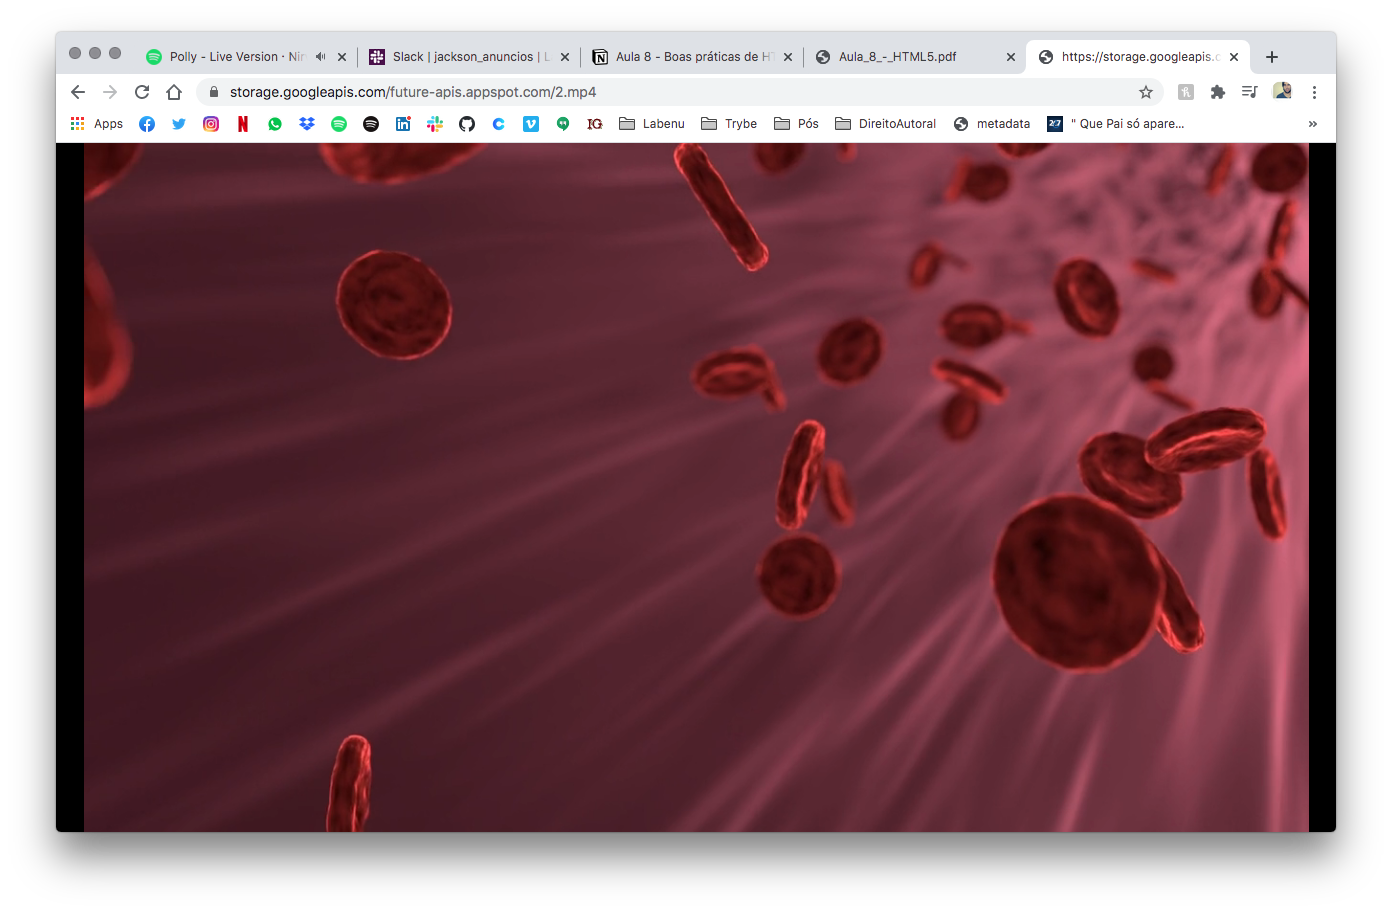 Polly - Live Version · Nir
Slack | jackson_anuncios | L
Aula 8 - Boas práticas de HT
Aula_8_-_HTML5.pdf
https://storage.googleapis.c
storage.googleapis.com/future-apis.appspot.com/2.mp4
Apps
Labenu
Trybe
Pós
DireitoAutoral
metadata
" Que Pai só apare...